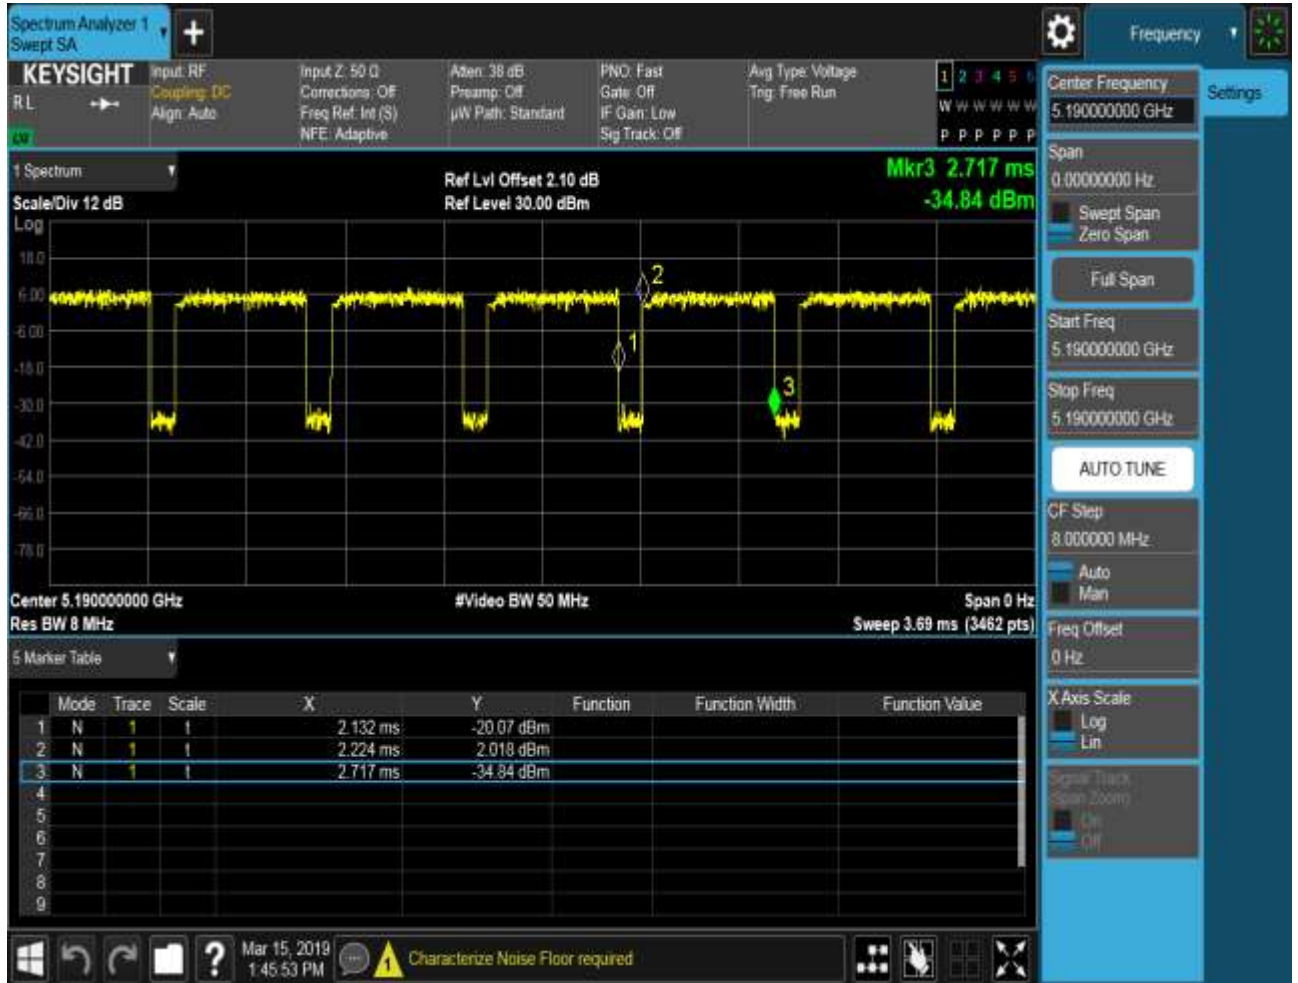 Spectrum Analyzer 1
Swept SA
+
Frequency
KEYSIGHT
RL
Input: RF
Coupling: DC
Align: Auto
Input Z: 50 Ω
Corrections: Off
Freq Ref: Int (S)
NFE: Adaptive
Atten: 38 dB
Preamp: Off
µW Path: Standard
PNO: Fast
Gate: Off
IF Gain: Low
Sig Track: Off
Avg Type: Voltage
Trig: Free Run
1 2 3 4 5 6
W W W W W W
P P P P P P
1 Spectrum
Scale/Div 12 dB
Ref Lvl Offset 2.10 dB
Ref Level 30.00 dBm
Mkr3 2.717 ms
-34.84 dBm
Log
18.0
6.00
-6.00
-18.0
-30.0
-42.0
-54.0
-66.0
-78.0
2
1
3
Center 5.190000000 GHz
#Video BW 50 MHz
Span 0 Hz
Res BW 8 MHz
Sweep 3.69 ms (3462 pts)
5 Marker Table
Mode Trace Scale X Y Function Function Width Function Value
1 N 1 t 2.132 ms -20.07 dBm
2 N 1 t 2.224 ms 2.018 dBm
3 N 1 t 2.717 ms -34.84 dBm
4
5
6
7
8
9
Mar 15, 2019
1:45:53 PM
?
1
Characterize Noise Floor required
Center Frequency
5.190000000 GHz
Settings
Span
0.00000000 Hz
Swept Span
Zero Span
Full Span
Start Freq
5.190000000 GHz
Stop Freq
5.190000000 GHz
AUTO TUNE
CF Step
8.000000 MHz
Auto
Man
Freq Offset
0 Hz
X Axis Scale
Log
Lin
Signal Track
(Span Zoom)
On
Off